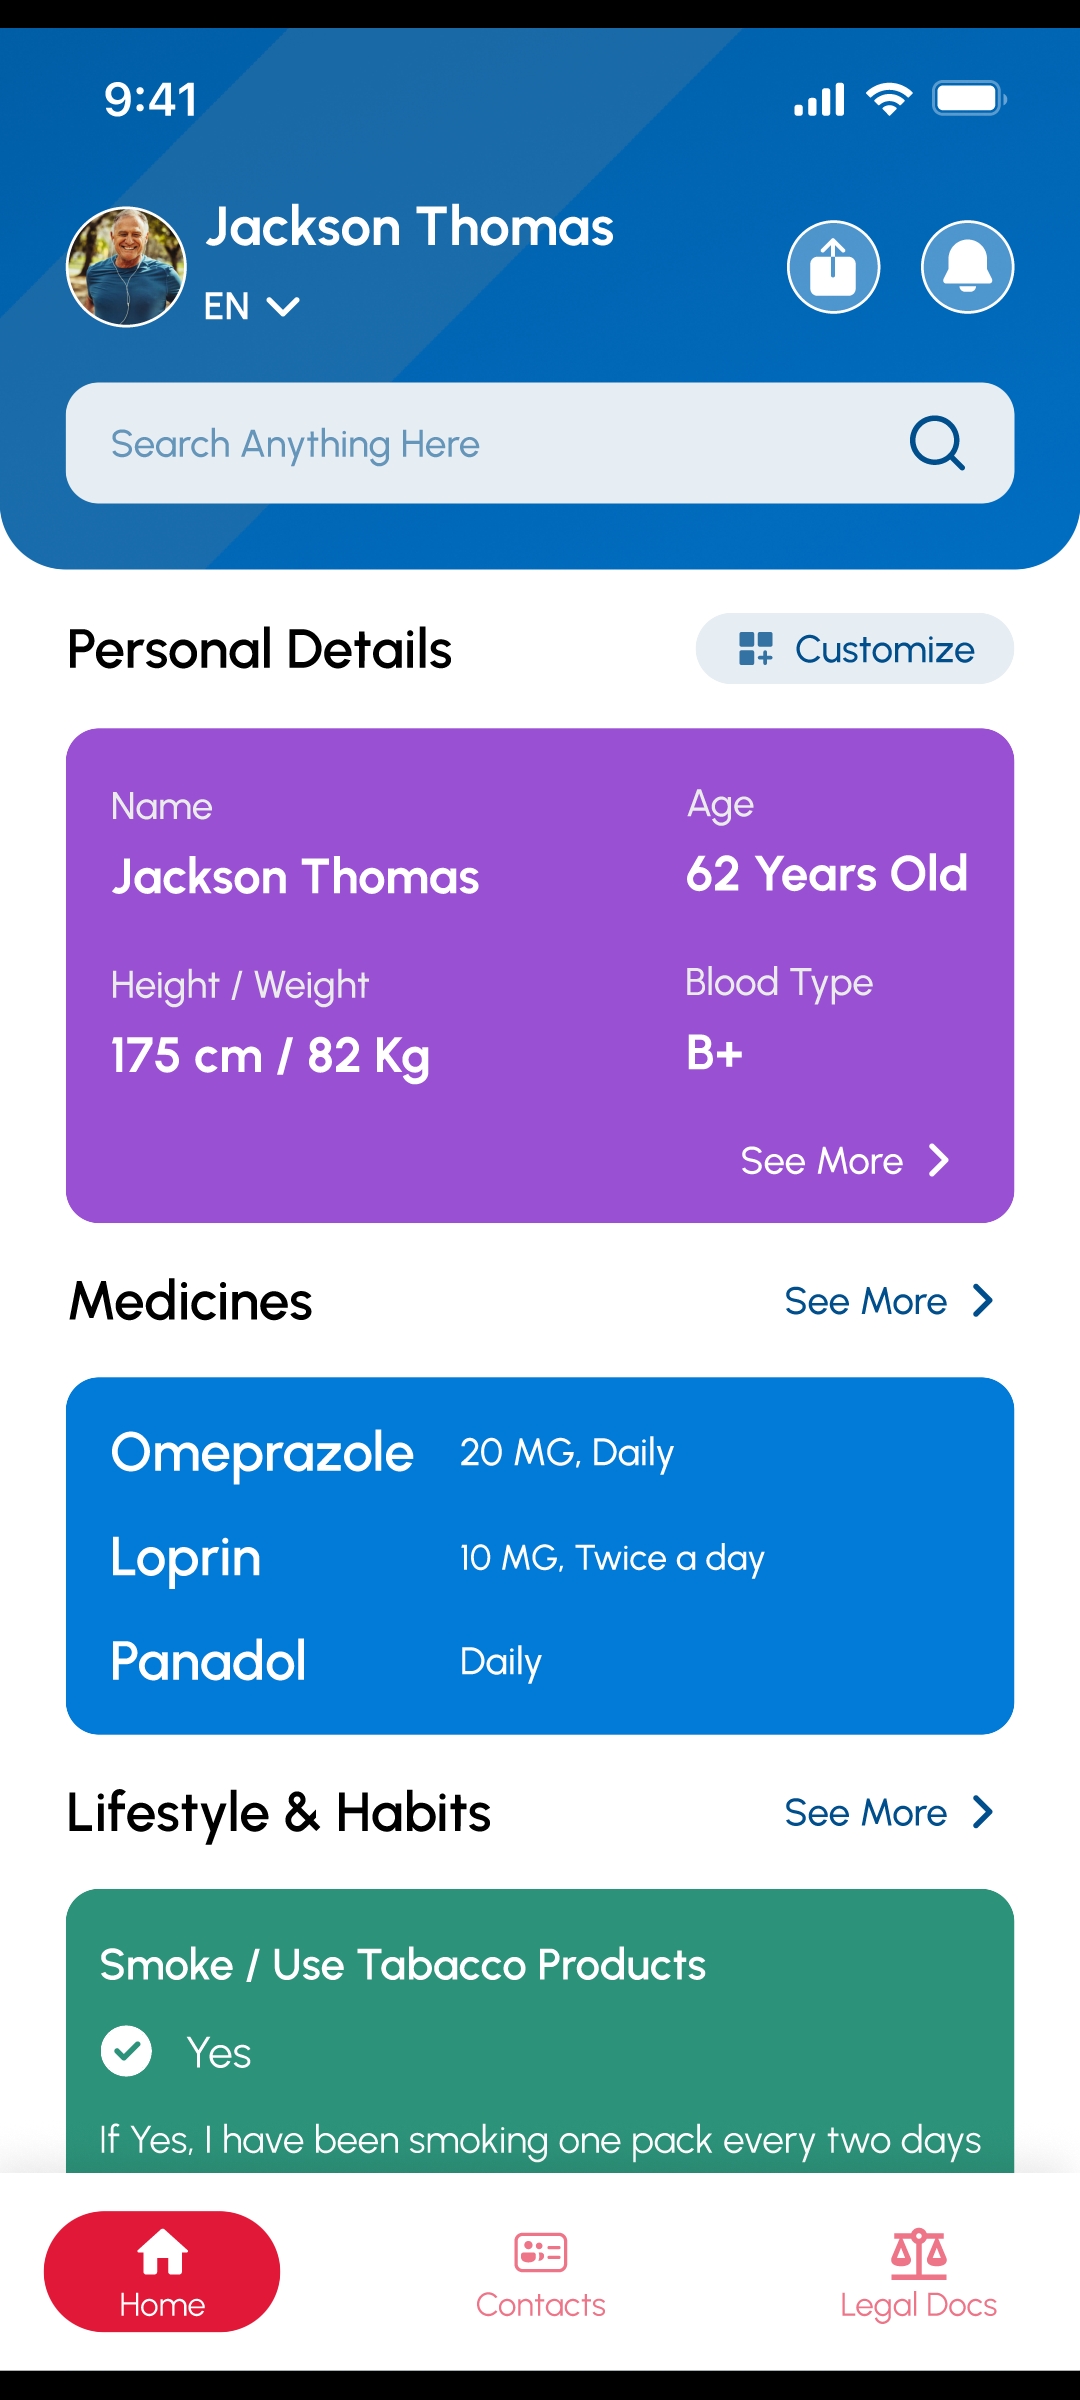 9:41
Jackson Thomas
EN
Search Anything Here
Personal Details
Customize
Name
Age
Jackson Thomas
62 Years Old
Height / Weight
Blood Type
175 cm / 82 Kg
B+
See More
Medicines
See More
Omeprazole 20 MG, Daily
Loprin 10 MG, Twice a day
Panadol Daily
Lifestyle & Habits
See More
Smoke / Use Tabacco Products
Yes
If Yes, I have been smoking one pack every two days
Home
Contacts
Legal Docs